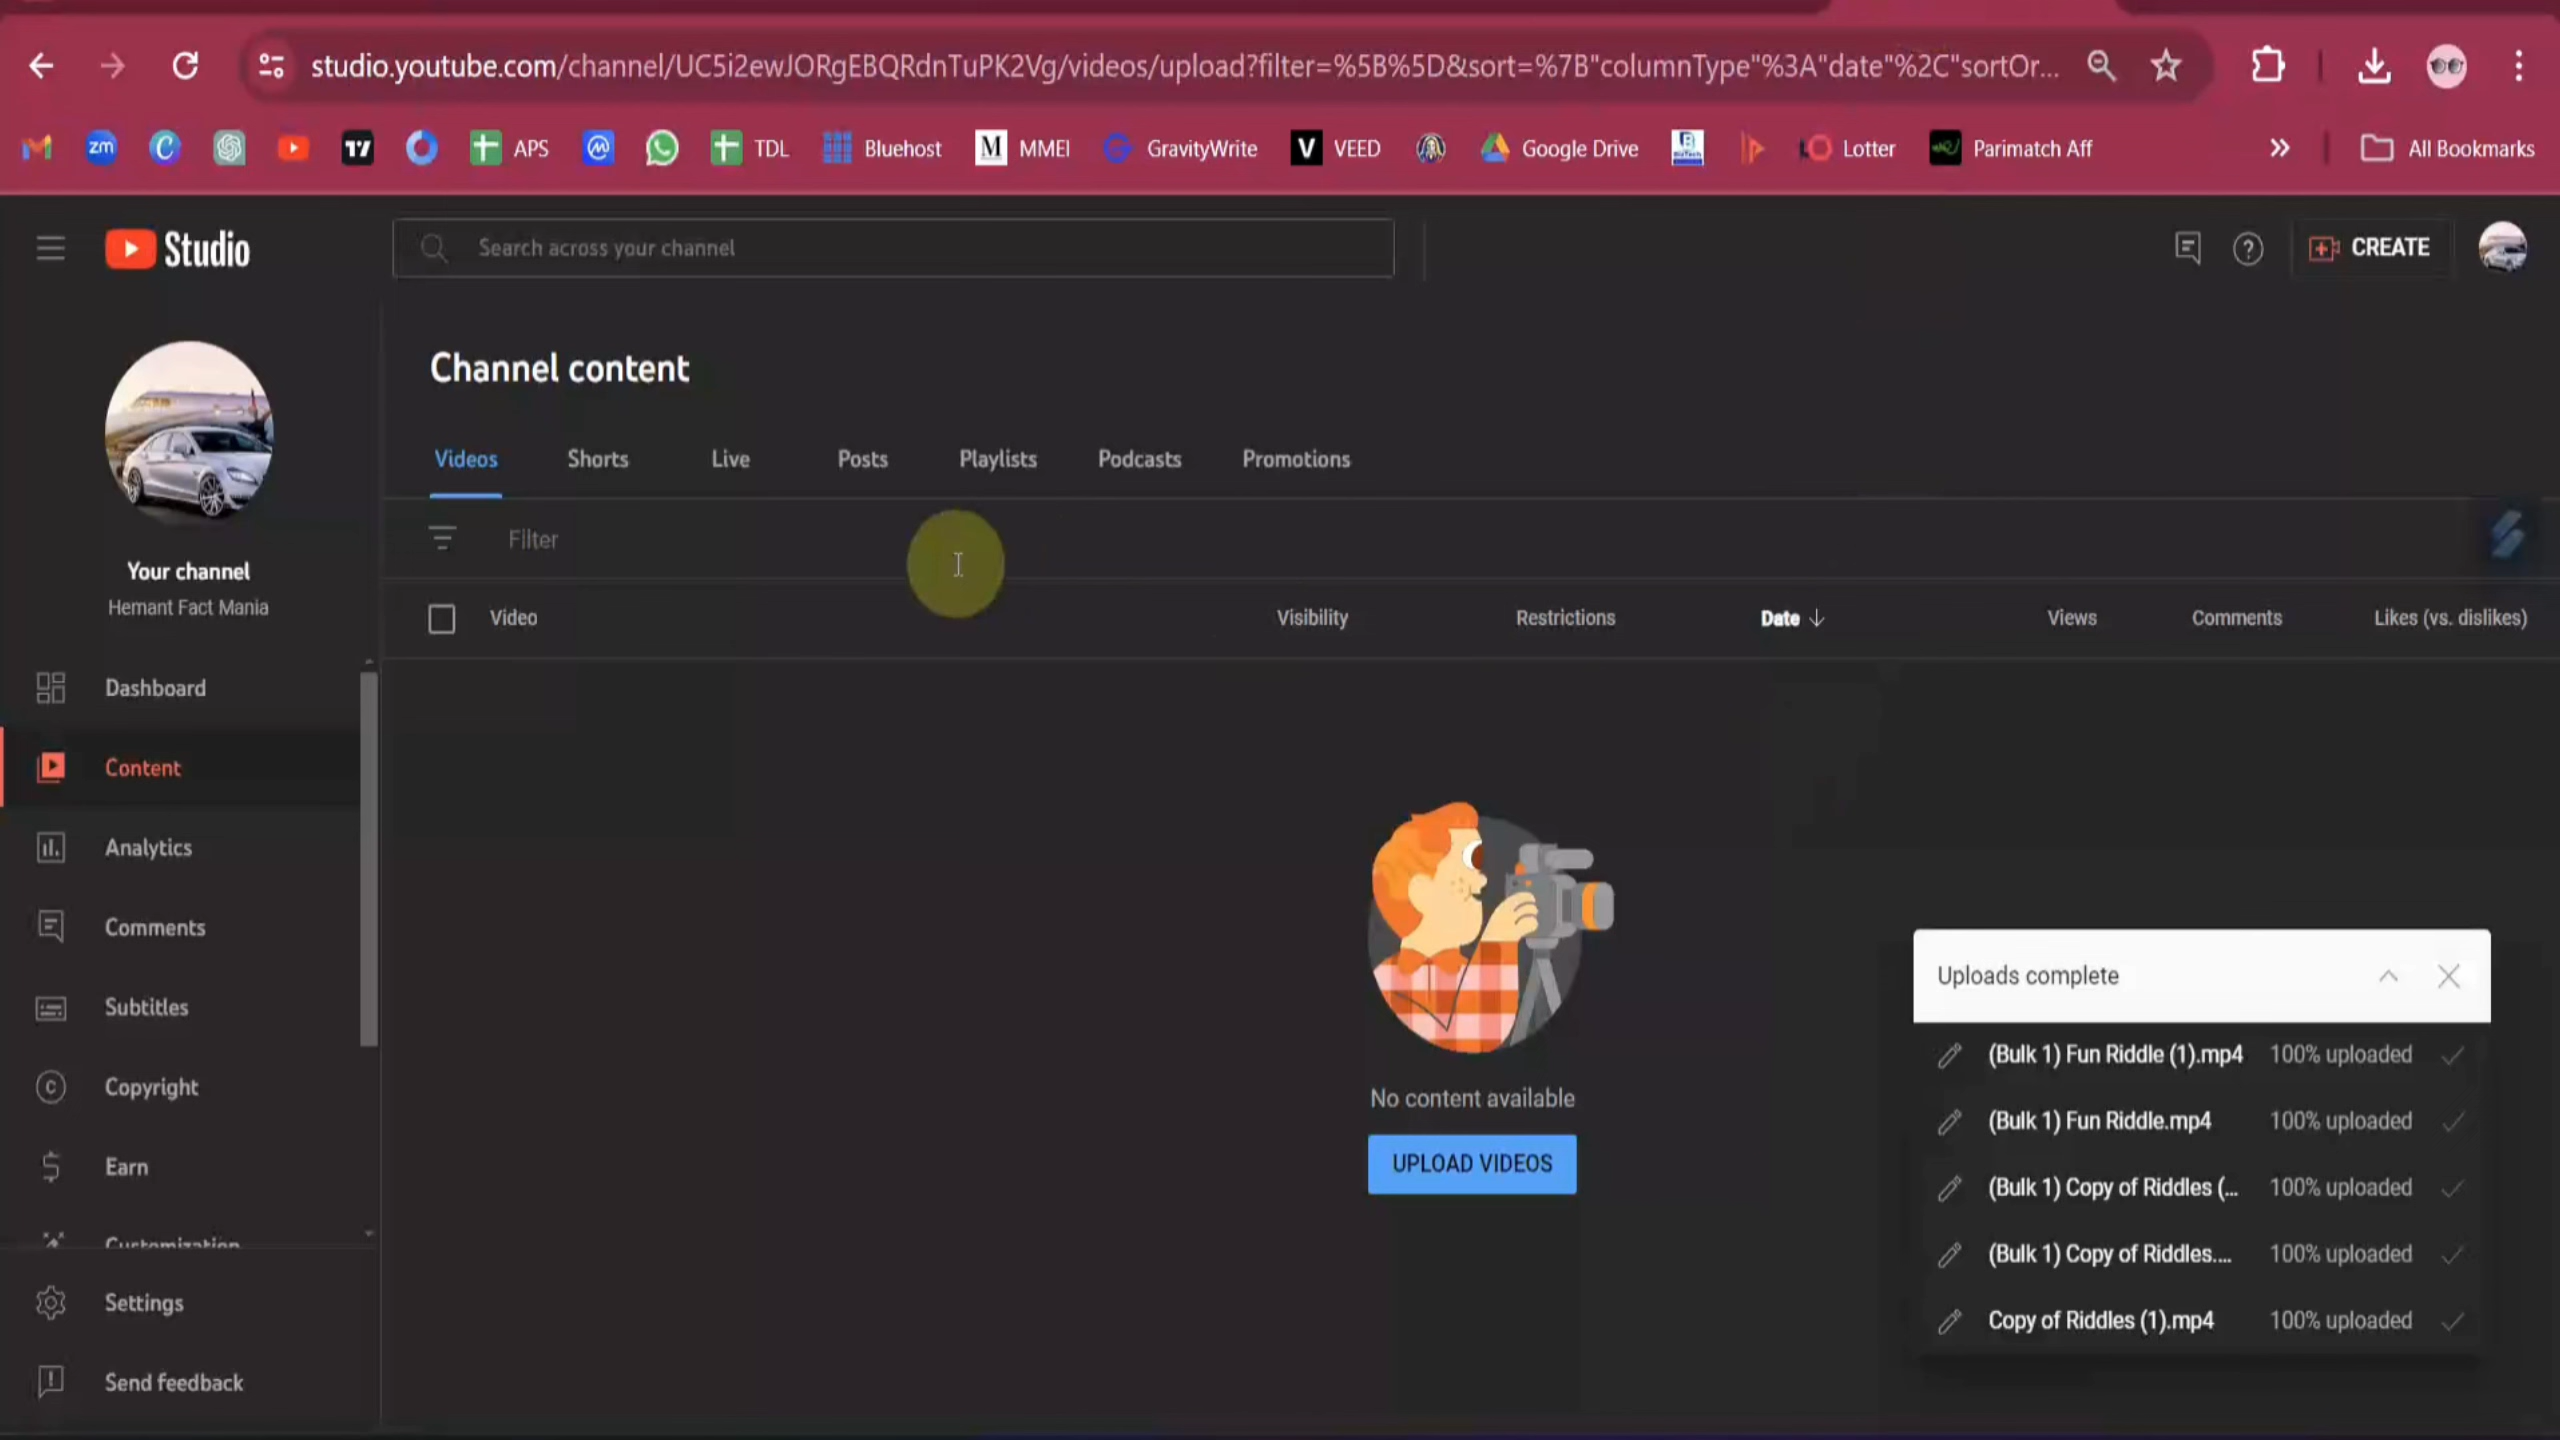 studio.youtube.com/channel/UC5i2ewJORgEBQRdnTuPK2Vg/videos/upload?filter=%5B%5D&sort=%7B"columnType"%3A"date"%2C"sortOr...
zm
APS
TDL
Bluehost
M MMEI
GravityWrite
V VEED
Google Drive
Lotter
Parimatch Aff
All Bookmarks
Studio
Search across your channel
CREATE
Channel content
Videos Shorts Live Posts Playlists Podcasts Promotions
Filter
Video Visibility Restrictions Date Views Comments Likes (vs. dislikes)
Your channel
Hemant Fact Mania
Dashboard
Content
Analytics
Comments
Subtitles
Copyright
Earn
Customization
Settings
Send feedback
No content available
UPLOAD VIDEOS
Uploads complete
(Bulk 1) Fun Riddle (1).mp4 100% uploaded
(Bulk 1) Fun Riddle.mp4 100% uploaded
(Bulk 1) Copy of Riddles (... 100% uploaded
(Bulk 1) Copy of Riddles.... 100% uploaded
Copy of Riddles (1).mp4 100% uploaded